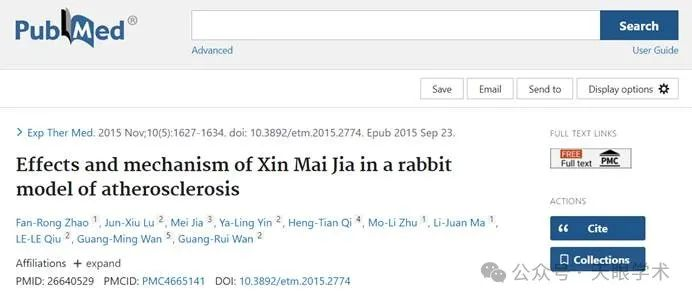 PubMed®
Search
Advanced
User Guide
Save
Email
Send to
Display options
> Exp Ther Med. 2015 Nov;10(5):1627-1634. doi: 10.3892/etm.2015.2774. Epub 2015 Sep 23.
Effects and mechanism of Xin Mai Jia in a rabbit
model of atherosclerosis
Fan-Rong Zhao 1, Jun-Xiu Lu 2, Mei Jia 3, Ya-Ling Yin 2, Heng-Tian Qi 4, Mo-Li Zhu 1, Li-Juan Ma 1,
LE-LE Qiu 2, Guang-Ming Wan 5, Guang-Rui Wan 2
Affiliations + expand
PMID: 26640529 PMCID: PMC4665141 DOI: 10.3892/etm.2015.2774
FULL TEXT LINKS
FREE
Full text
PMC
ACTIONS
Cite
Collections
公众号 · 天眼学术